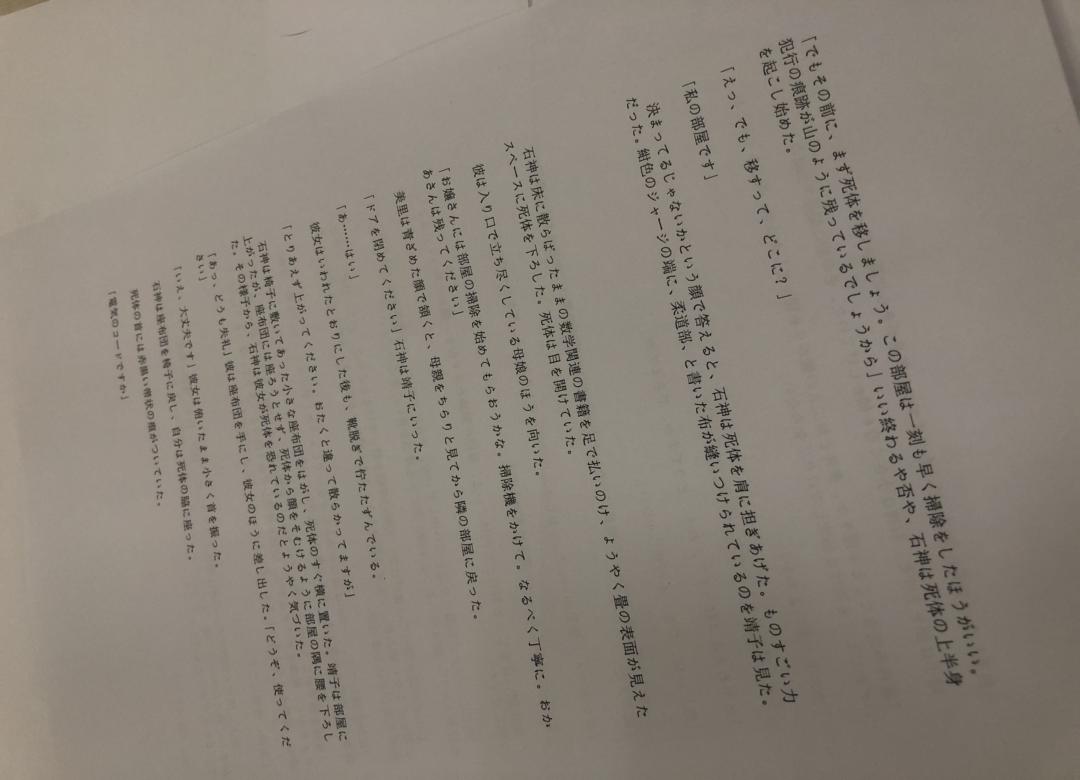 「でもその前に、まず死体を移しましょう。この部屋は一刻も早く掃除をしたほうがいい。
犯行の痕跡が山のように残っているでしょうから」いい終わるや否や、石神は死体の上半身
を起こし始めた。
「えっ、でも、移すって、どこに？」
「私の部屋です」
決まってるじゃないかという顔で答えると、石神は死体を肩に担ぎあげた。ものすごい力
だった。紺色のジャージの端に、柔道部、と書いた布が縫いつけられているのを靖子は見た。
石神は床に散らばったままの数学関連の書籍を足で払いのけ、ようやく畳の表面が見えた
スペースに死体を下ろした。死体は目を開けていた。
彼は入り口で立ち尽くしている母娘のほうを向いた。
「お嬢さんには部屋の掃除を始めてもらおうかな。掃除機をかけて。なるべく丁寧に。おか
あさんは残ってください」
美里は青ざめた顔で頷くと、母親をちらりと見てから隣の部屋に戻った。
「ドアを閉めてください」石神は靖子にいった。
「あ……はい」
彼女はいわれたとおりにした後も、靴脱ぎで佇たたずんでいる。
「とりあえず上がってください。おたくと違って散らかってますが」
石神は椅子に敷いてあった小さな座布団をはがし、死体のすぐ横に置いた。靖子は部屋に
上がったが、座布団には座ろうとせず、死体から顔をそむけるように部屋の隅に腰を下ろし
た。その様子から、石神は彼女が死体を恐れているのだとようやく気づいた。
「あっ、どうも失礼」彼は座布団を手にし、彼女のほうに差し出した。「どうぞ、使ってくだ
さい」
「いえ、大丈夫です」彼女は俯いたまま小さく首を振った。
石神は座布団を椅子に戻し、自分は死体の脇に座った。
死体の首には赤黒い帯状の痕がついていた。
「電気のコードですか」